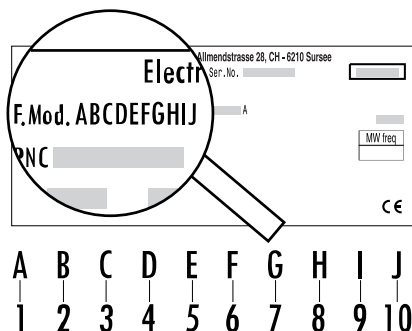 Allmendstrasse 28, CH - 6210 Sursee
Electr
Ser.No.
F.Mod. ABCDEFGHIJ
A
PNC
MW freq
CE
A B C D E F G H I J
1 2 3 4 5 6 7 8 9 10